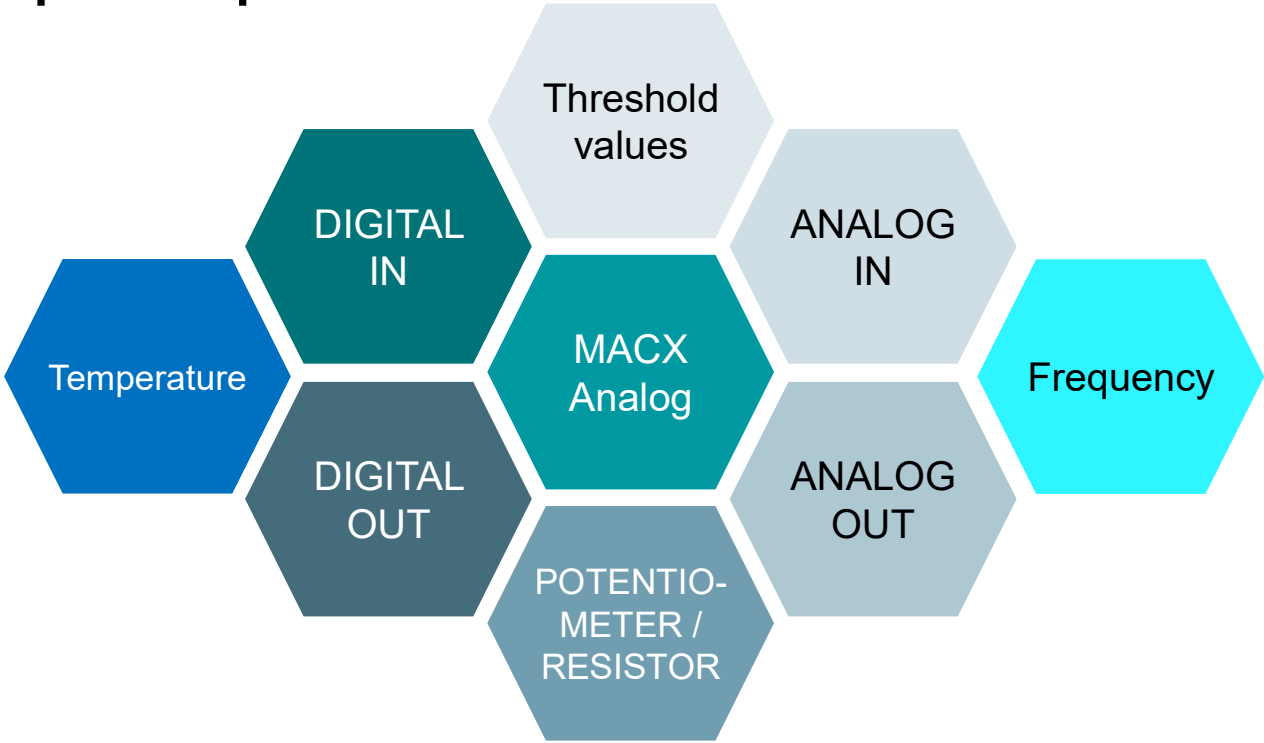 Threshold
values
DIGITAL
IN
ANALOG
IN
Temperature
MACX
Analog
Frequency
DIGITAL
OUT
ANALOG
OUT
POTENTIO-
METER /
RESISTOR